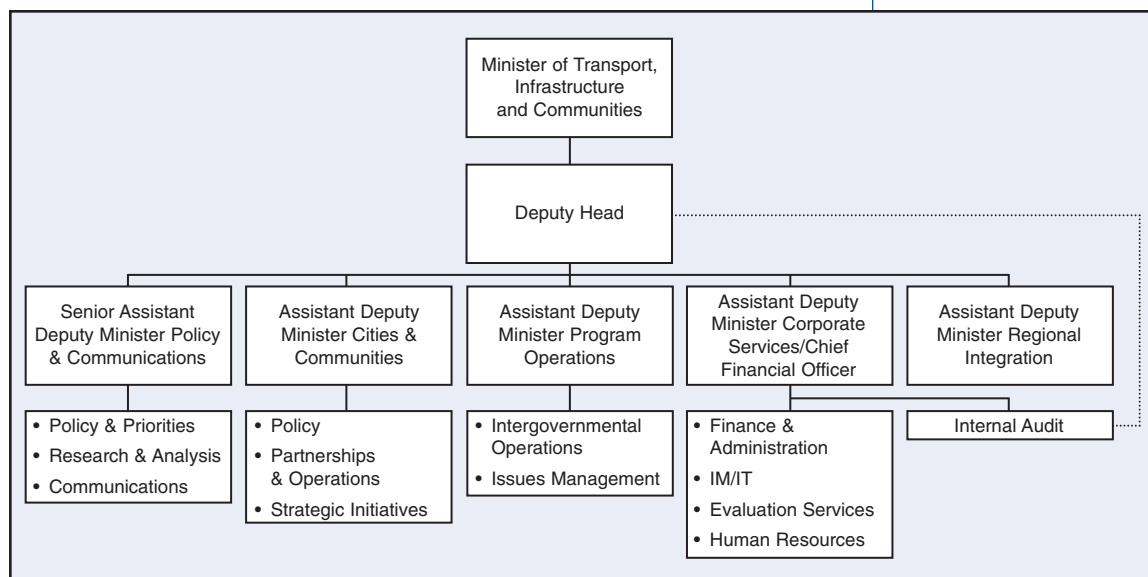 Minister of Transport,
Infrastructure
and Communities
Deputy Head
Senior Assistant
Deputy Minister Policy
& Communications
Assistant Deputy
Minister Cities &
Communities
Assistant Deputy
Minister Program
Operations
Assistant Deputy
Minister Corporate
Services/Chief
Financial Officer
Assistant Deputy
Minister Regional
Integration
• Policy & Priorities
• Research & Analysis
• Communications
• Policy
• Partnerships
& Operations
• Strategic Initiatives
• Intergovernmental
Operations
• Issues Management
• Finance &
Administration
• IM/IT
• Evaluation Services
• Human Resources
Internal Audit